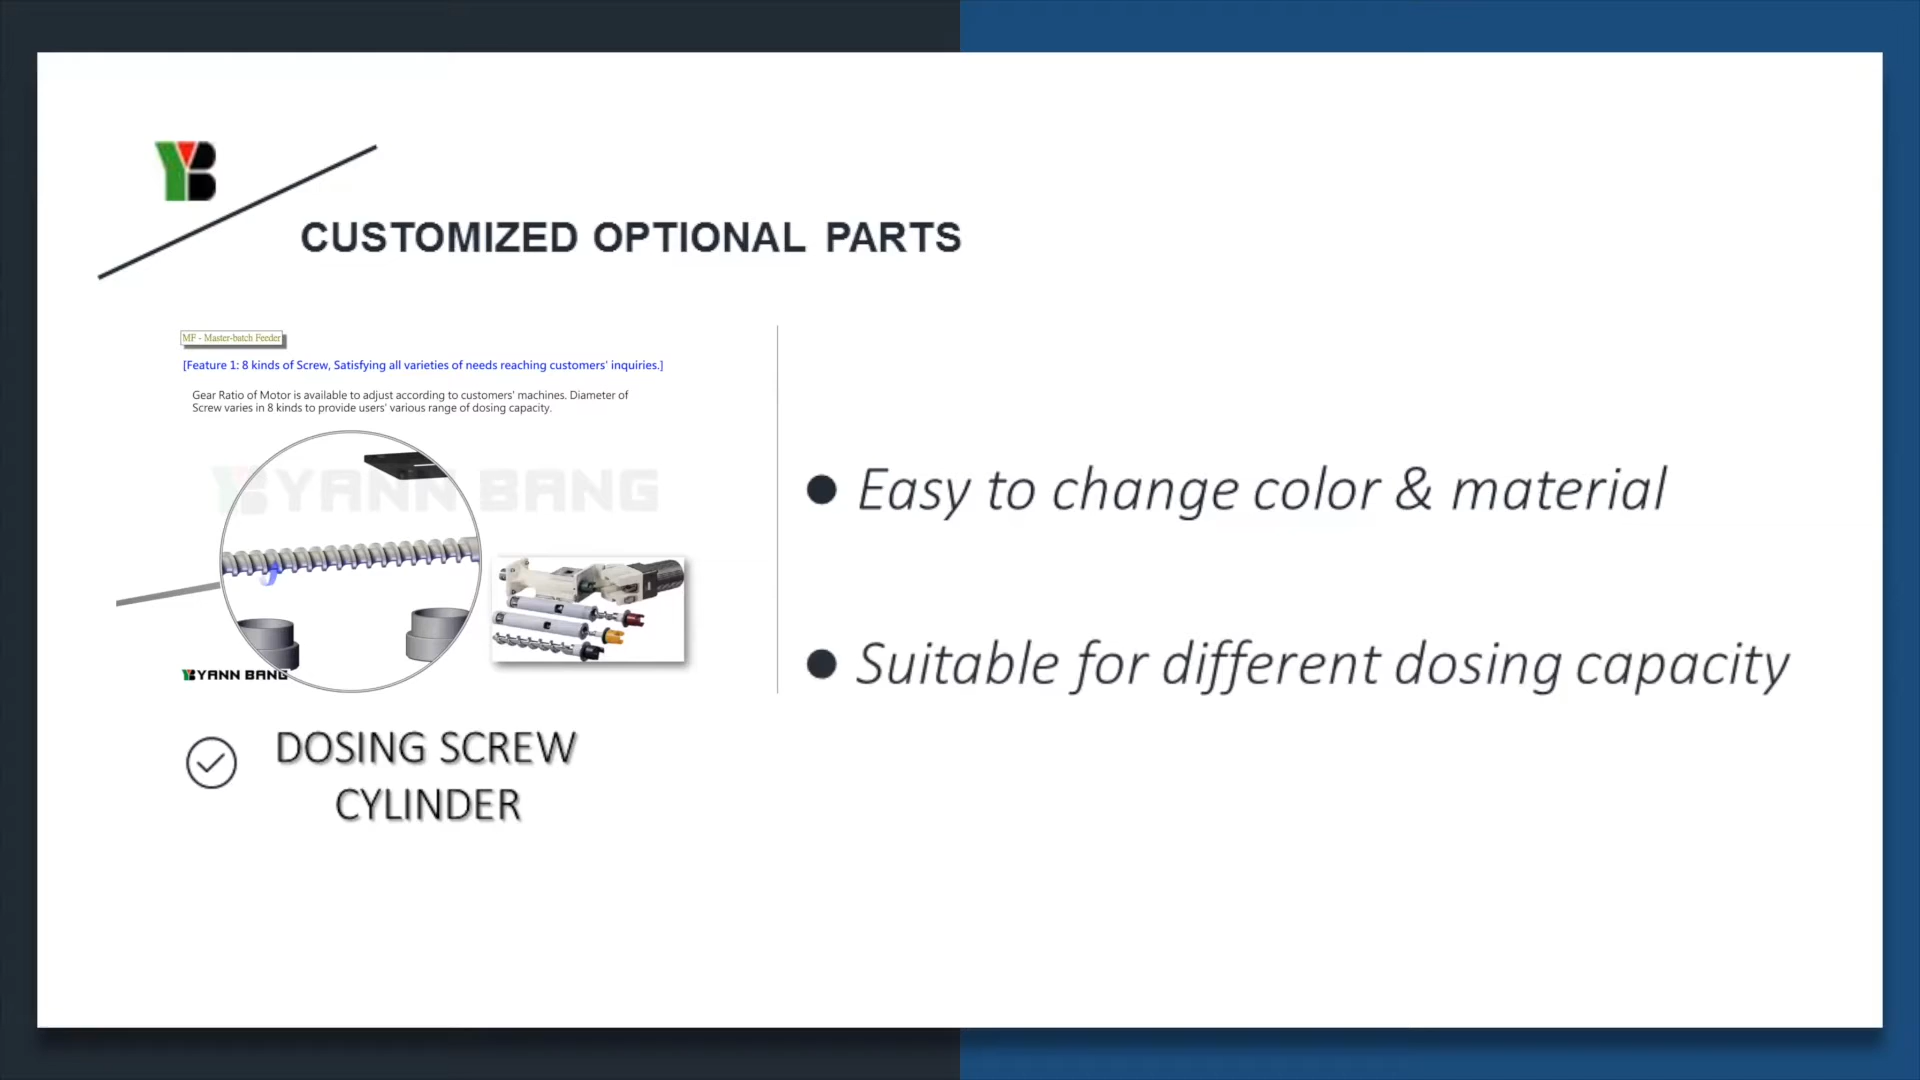 YB
CUSTOMIZED OPTIONAL PARTS
MF - Master-batch Feeder
[Feature 1: 8 kinds of Screw, Satisfying all varieties of needs reaching customers' inquiries.]
Gear Ratio of Motor is available to adjust according to customers' machines. Diameter of
Screw varies in 8 kinds to provide users' various range of dosing capacity.
YANN BANG
YANN BANG
DOSING SCREW
CYLINDER
Easy to change color & material
Suitable for different dosing capacity